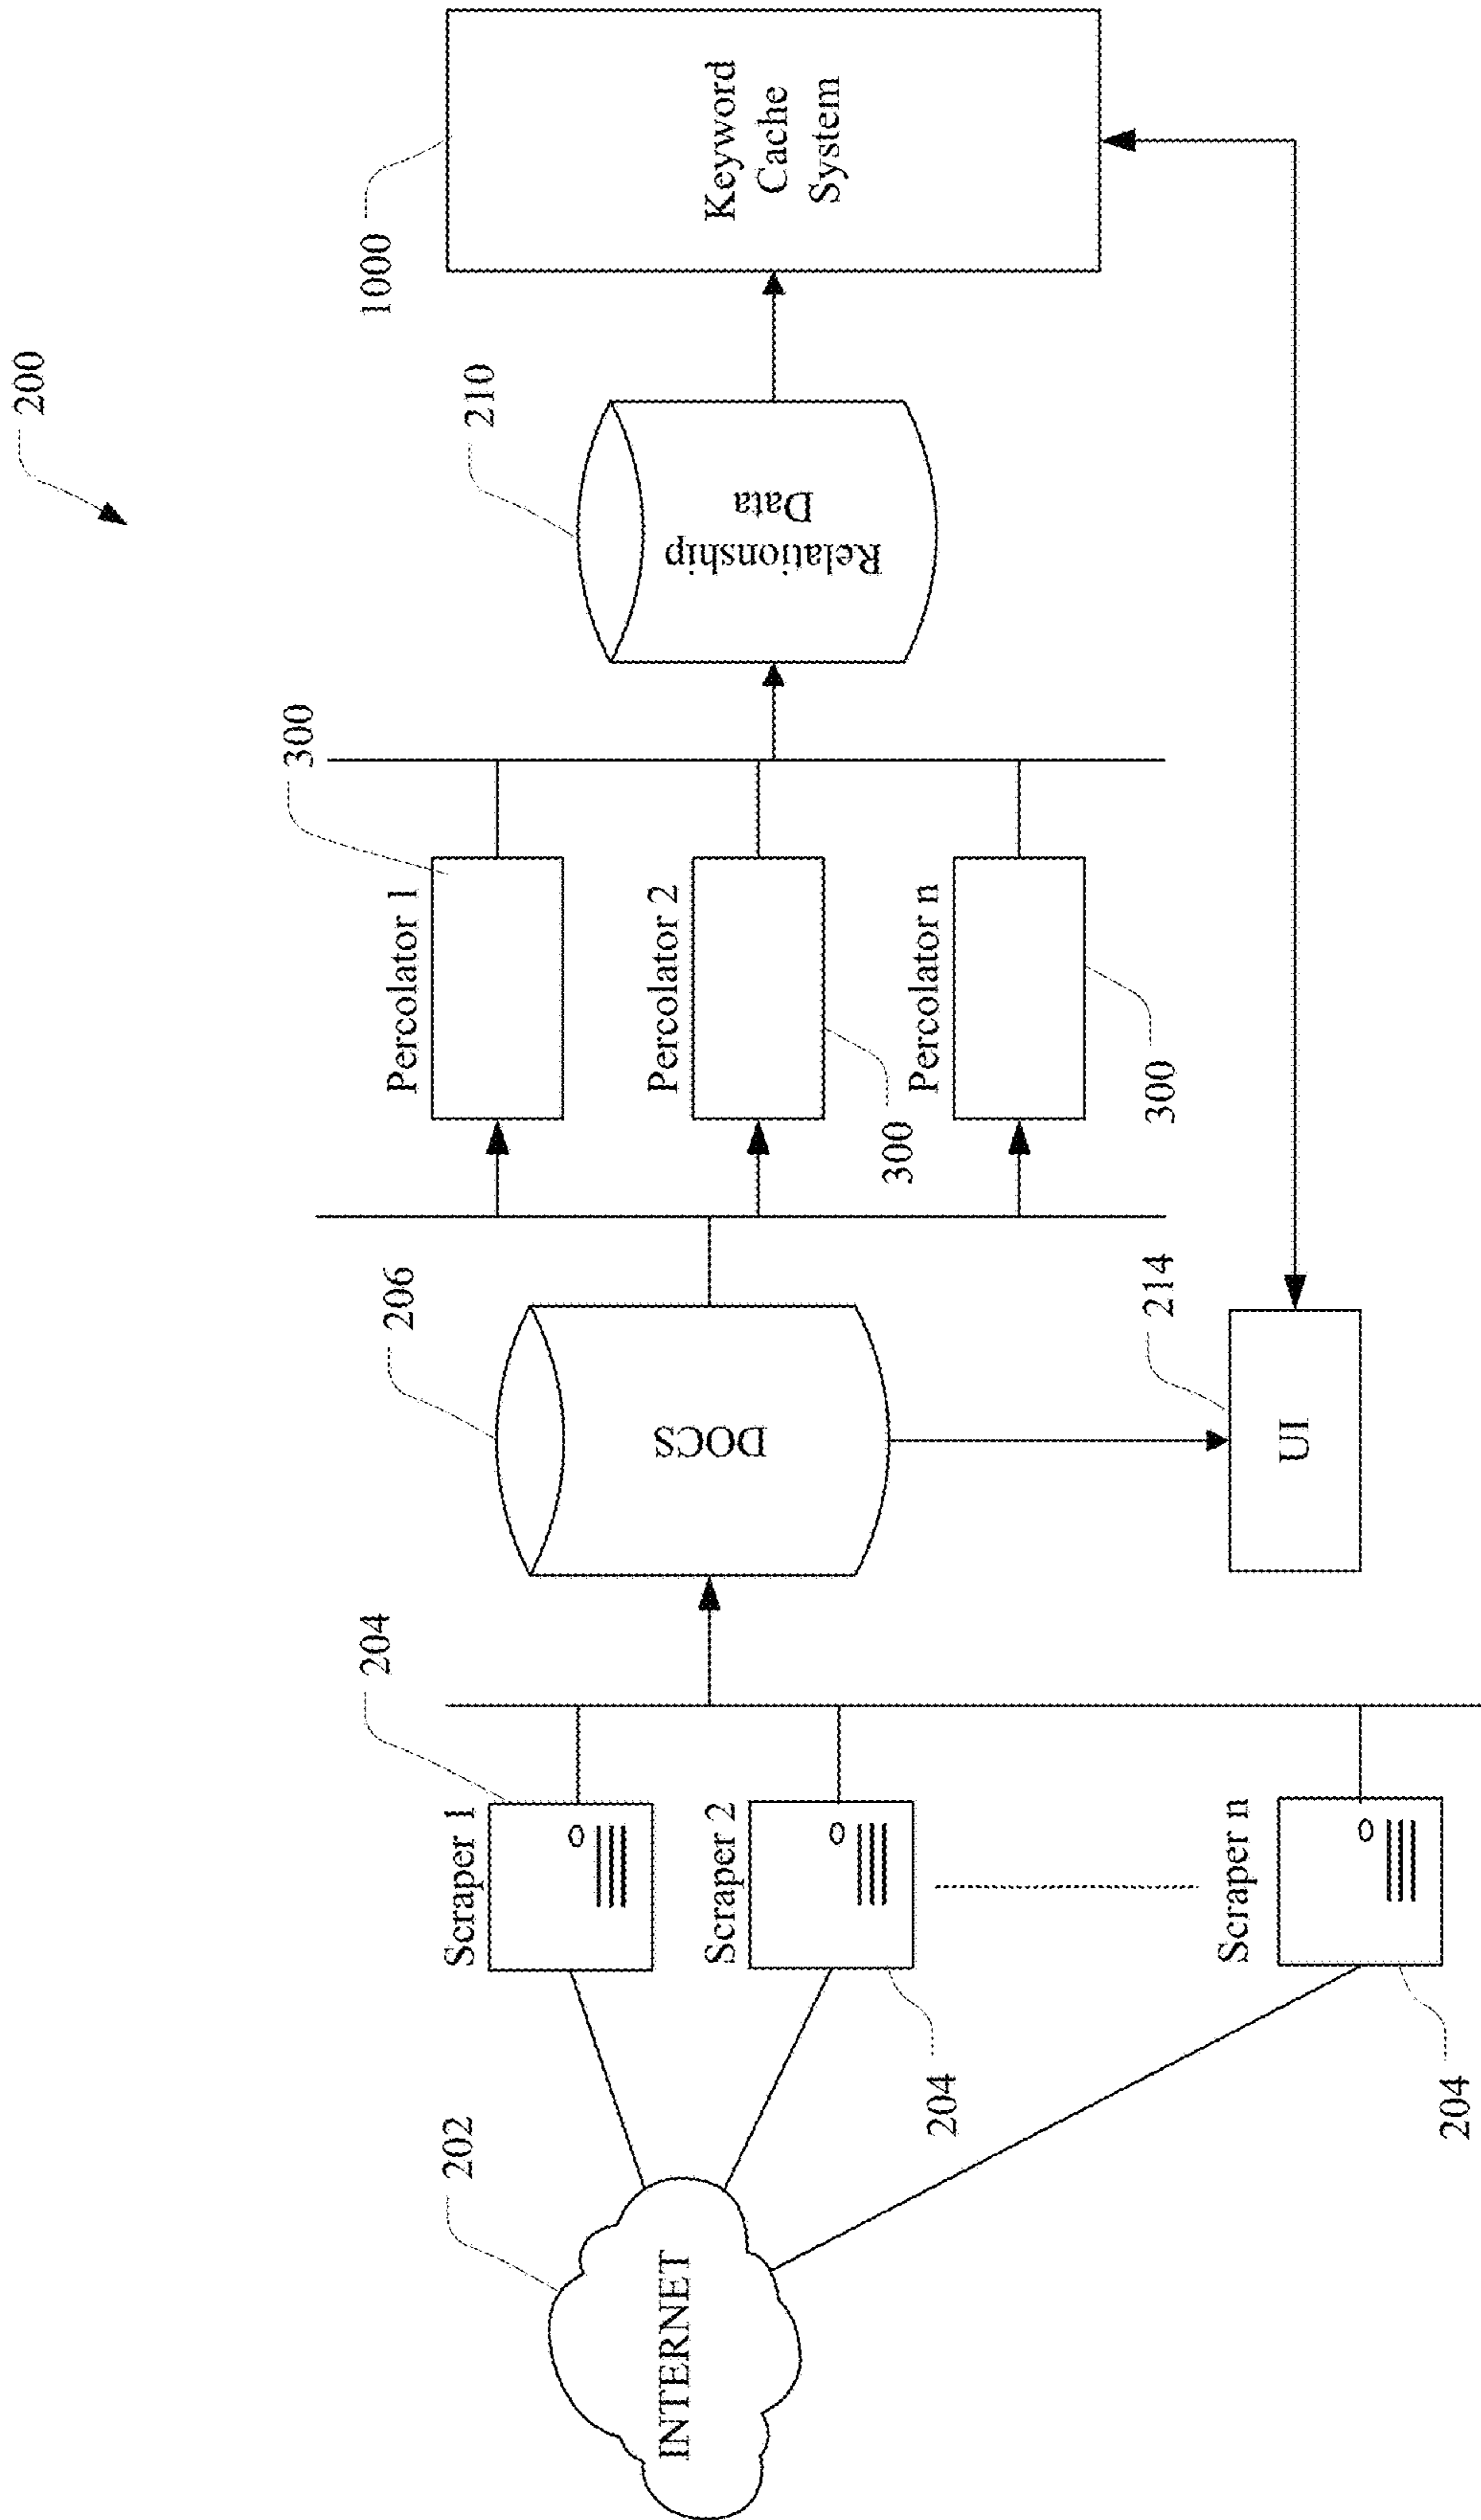 200
INTERNET
202
Scraper 1
204
Scraper 2
204
Scraper n
204
DOCS
206
UI
214
Percolator 1
300
Percolator 2
300
Percolator n
300
Relationship
Data
210
Keyword
Cache
System
1000